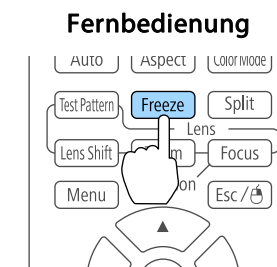 Fernbedienung
Auto Aspect Color Mode
Test Pattern Freeze Split
Lens
Lens Shift Focus
Menu Esc/